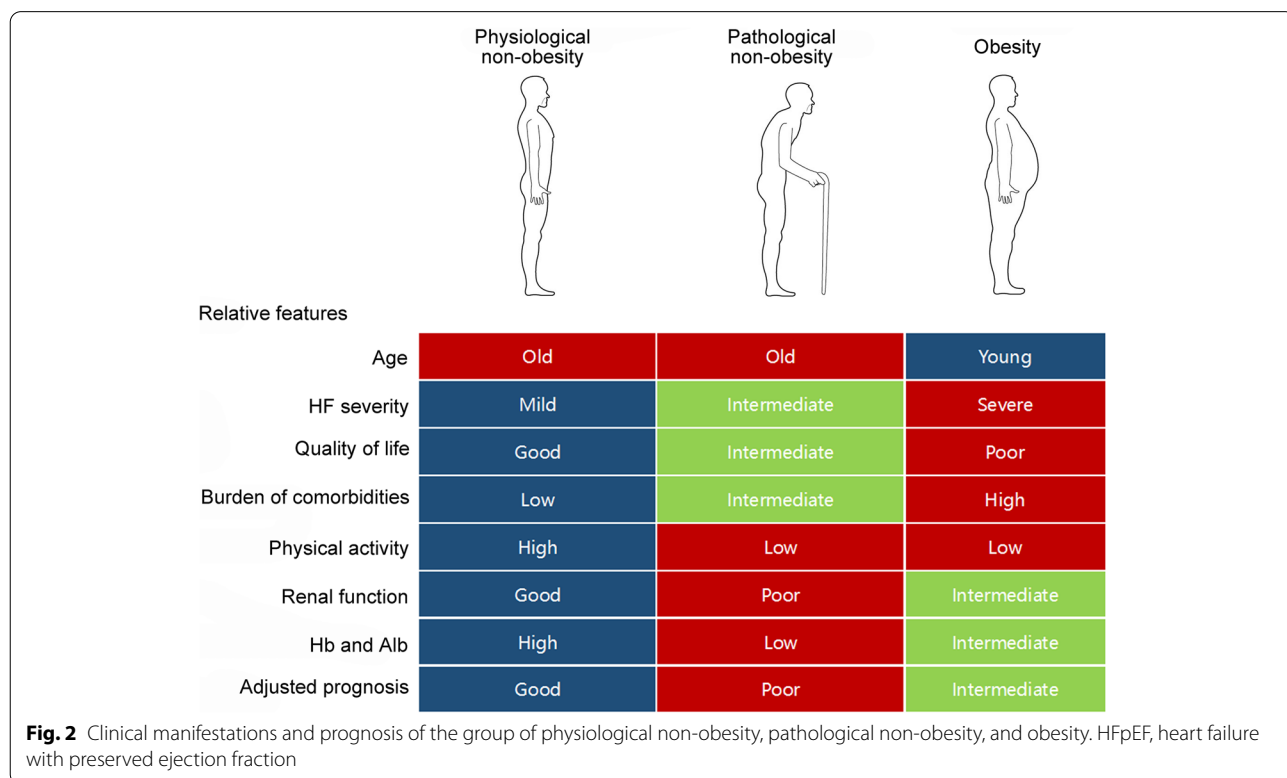 Physiological
non-obesity
Pathological
non-obesity
Obesity
Relative features
Age Old Old Young
HF severity Mild Intermediate Severe
Quality of life Good Intermediate Poor
Burden of comorbidities Low Intermediate High
Physical activity High Low Low
Renal function Good Poor Intermediate
Hb and Alb High Low Intermediate
Adjusted prognosis Good Poor Intermediate
Fig. 2 Clinical manifestations and prognosis of the group of physiological non-obesity, pathological non-obesity, and obesity. HFpEF, heart failure
with preserved ejection fraction